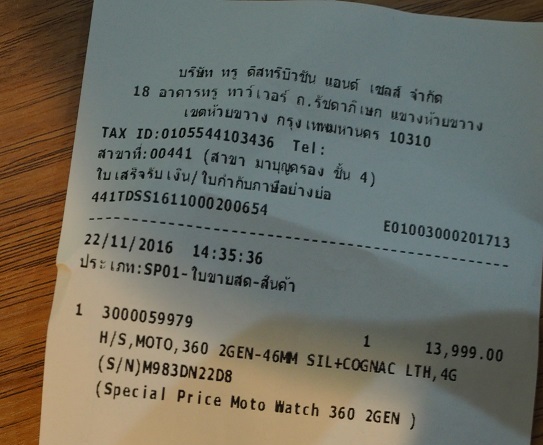 บริษัท ทรู ดิสทริบิวชัน แอนด์ เซลส์ จำกัด
18 อาคารทรู ทาว์เวอร์ ถ.รัชดาภิเษก แขวงห้วยขวาง
เขตห้วยขวาง กรุงเทพมหานคร 10310
TAX ID:0105544103436 Tel:
สาขาที่:00441 (สาขา มาบุญครอง ชั้น 4)
ใบเสร็จรับเงิน/ใบกำกับภาษีอย่างย่อ
441TDSS1611000200654 E01003000201713
22/11/2016 14:35:36
ประเภท:SP01-ใบขายสด-สินค้า
1 3000059979 1 13,999.00
H/S,MOTO,360 2GEN-46MM SIL+COGNAC LTH,4G
(S/N)M983DN22D8
(Special Price Moto Watch 360 2GEN )